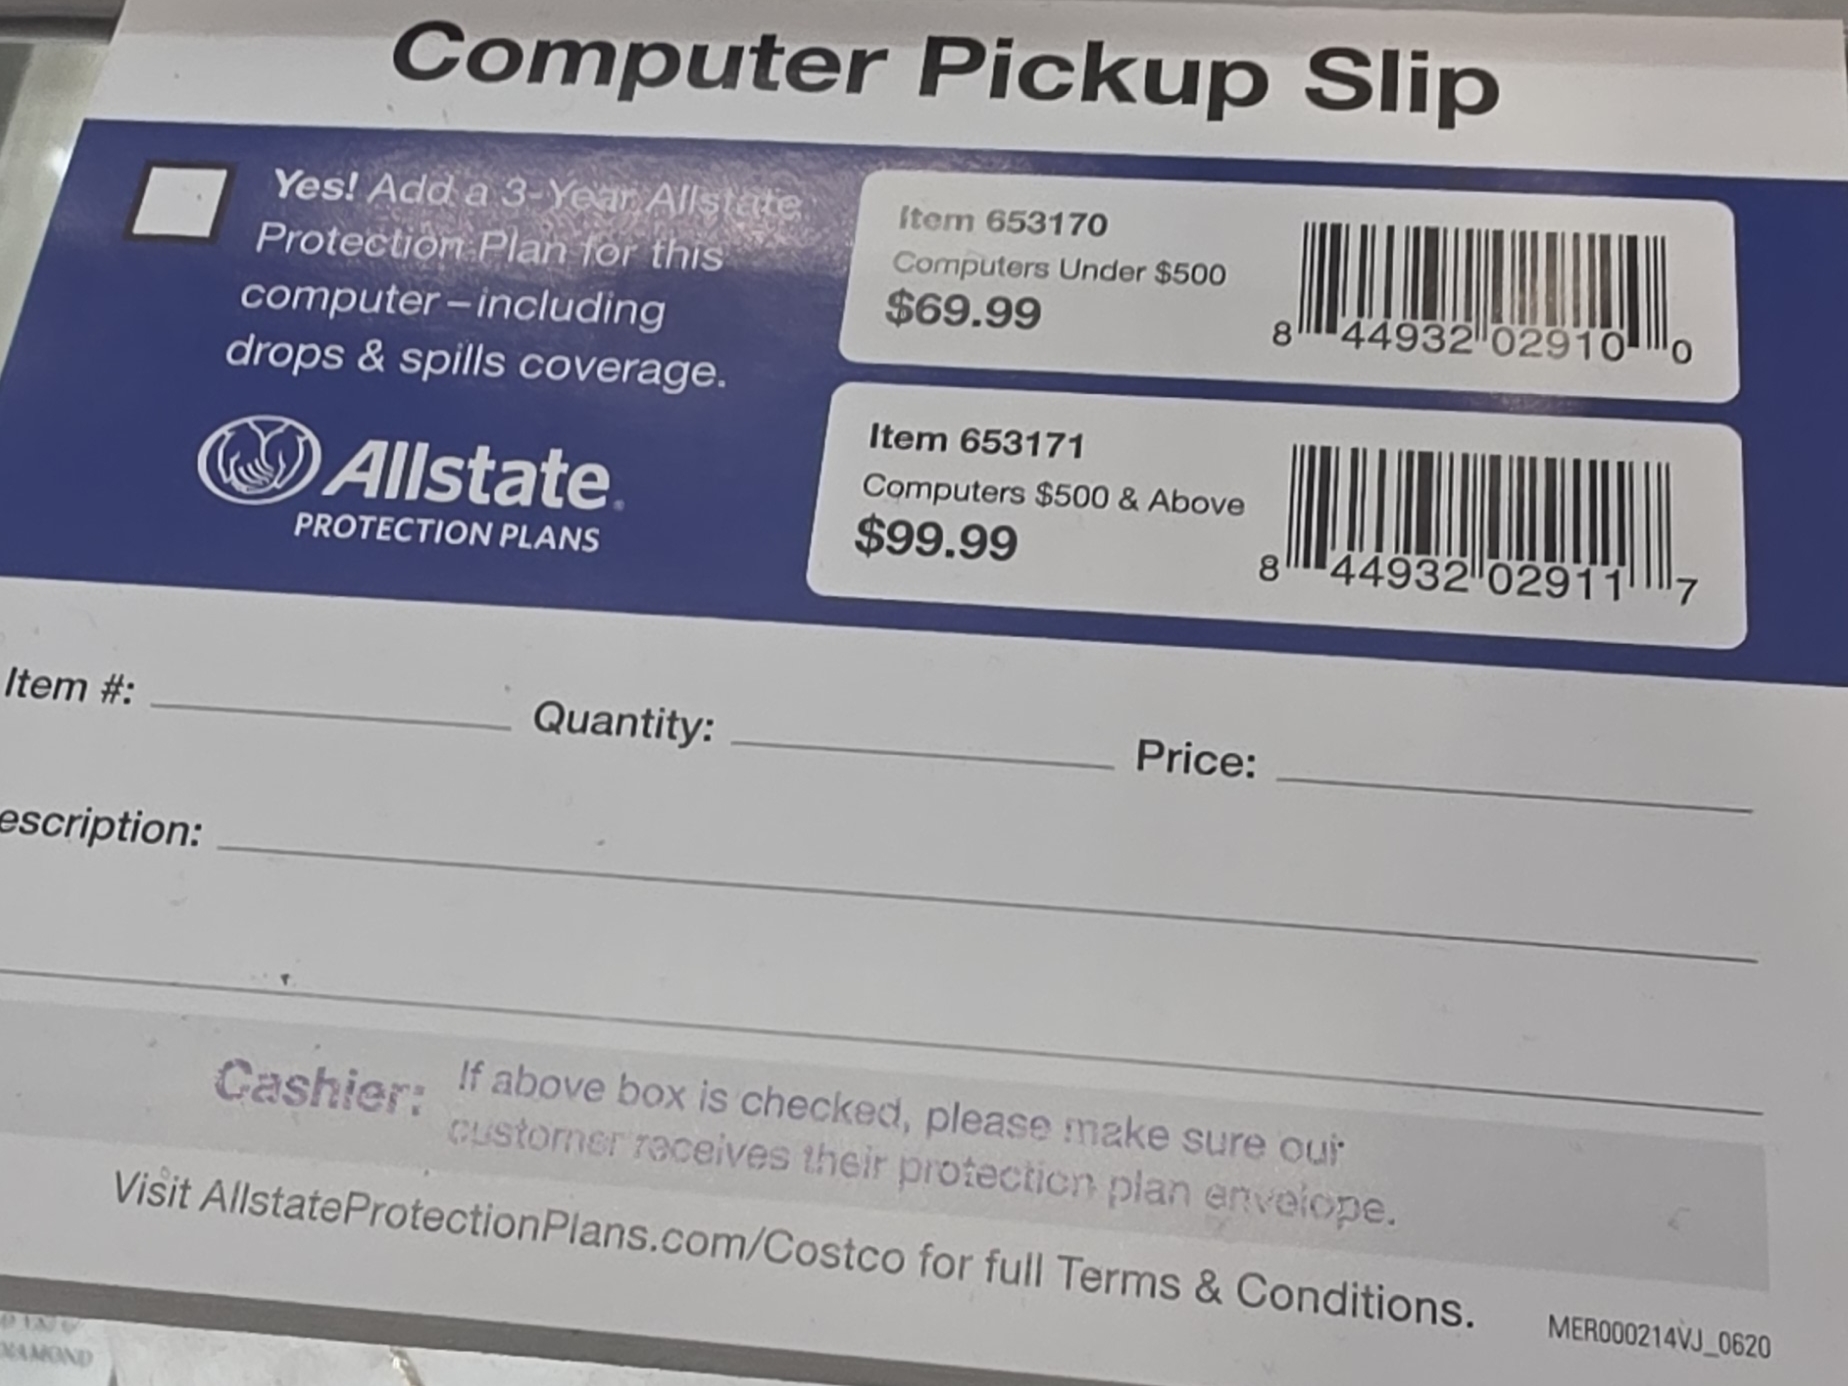 Computer Pickup Slip
Yes! Add a 3-Year Allstate
Protection Plan for this
computer – including
drops & spills coverage.
Allstate
PROTECTION PLANS
Item 653170
Computers Under $500
$69.99
8 44932 02910 0
Item 653171
Computers $500 & Above
$99.99
8 44932 02911 7
Item #: Quantity: Price:
escription:
Cashier: If above box is checked, please make sure our
customer receives their protection plan envelope.
Visit AllstateProtectionPlans.com/Costco for full Terms & Conditions.
MER000214VJ_0620